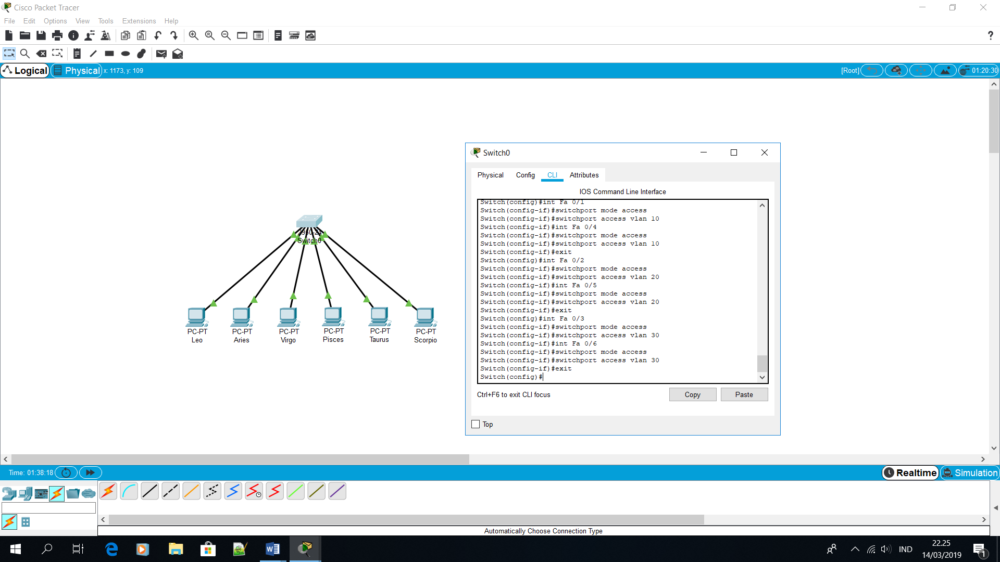 Cisco Packet Tracer
File Edit Options View Tools Extensions Help
Logical Physical x: 1173, y: 109 [Root] 01:20:30
Switch0
Physical Config CLI Attributes
IOS Command Line Interface
Switch(config)#int Fa 0/1
Switch(config-if)#switchport mode access
Switch(config-if)#switchport access vlan 10
Switch(config-if)#int Fa 0/4
Switch(config-if)#switchport mode access
Switch(config-if)#switchport access vlan 10
Switch(config-if)#exit
Switch(config)#int Fa 0/2
Switch(config-if)#switchport mode access
Switch(config-if)#switchport access vlan 20
Switch(config-if)#int Fa 0/5
Switch(config-if)#switchport mode access
Switch(config-if)#switchport access vlan 20
Switch(config-if)#exit
Switch(config)#int Fa 0/3
Switch(config-if)#switchport mode access
Switch(config-if)#switchport access vlan 30
Switch(config-if)#int Fa 0/6
Switch(config-if)#switchport mode access
Switch(config-if)#switchport access vlan 30
Switch(config-if)#exit
Switch(config)#
Ctrl+F6 to exit CLI focus
Copy Paste
Top
2950-24
Switch0
PC-PT
Leo
PC-PT
Aries
PC-PT
Virgo
PC-PT
Pisces
PC-PT
Taurus
PC-PT
Scorpio
Time: 01:38:18
Realtime Simulation
Automatically Choose Connection Type
IND
22.25
14/03/2019
1